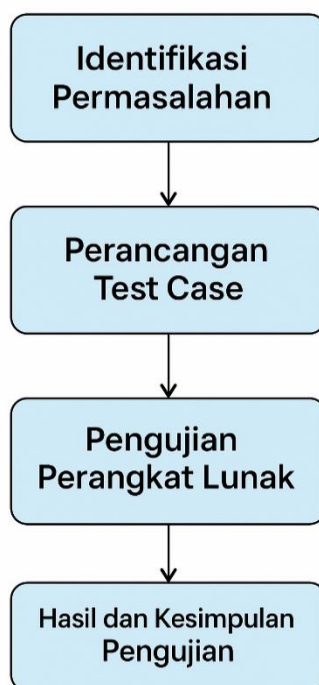 Identifikasi
Permasalahan
Perancangan
Test Case
Pengujian
Perangkat Lunak
Hasil dan Kesimpulan
Pengujian